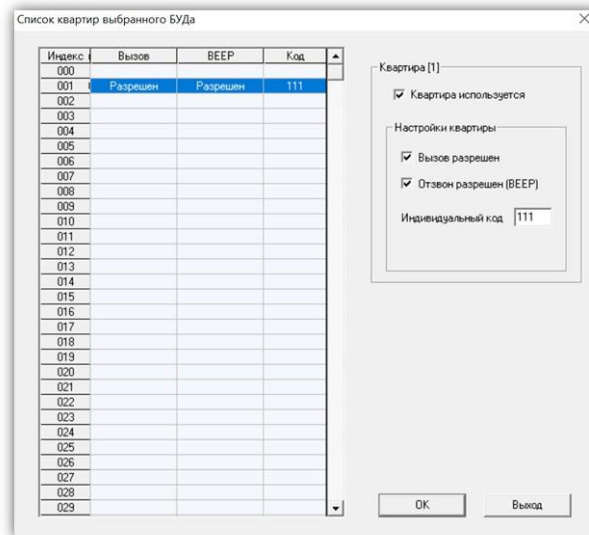 Список квартир выбранного БУДа
Индекс Вызов BEEP Код
000
001 Разрешен Разрешен 111
002
003
004
005
006
007
008
009
010
011
012
013
014
015
016
017
018
019
020
021
022
023
024
025
026
027
028
029
Квартира [1]
Квартира используется
Настройки квартиры
Вызов разрешен
Отзвон разрешен (BEEP)
Индивидуальный код 111
OK Выход